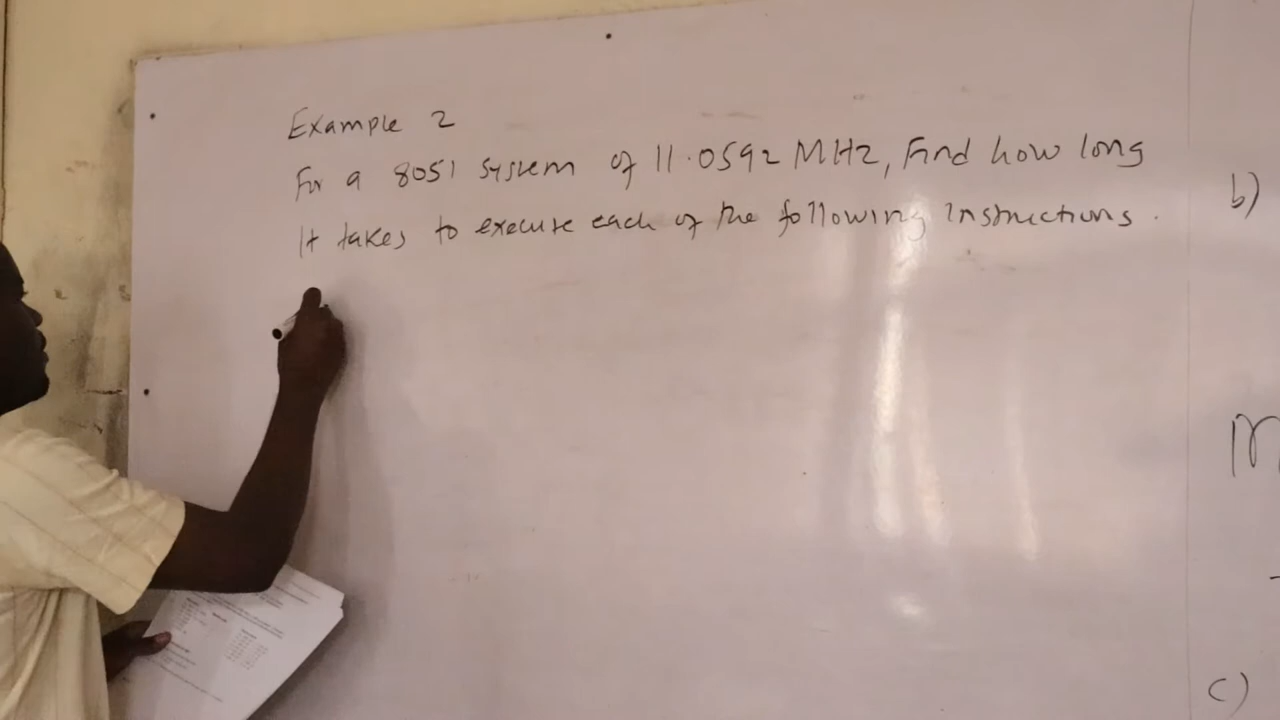 Example 2
For a 8051 system of 11.0592 MHz, Find how long
It takes to execute each of the following Instructions.
b)
c)